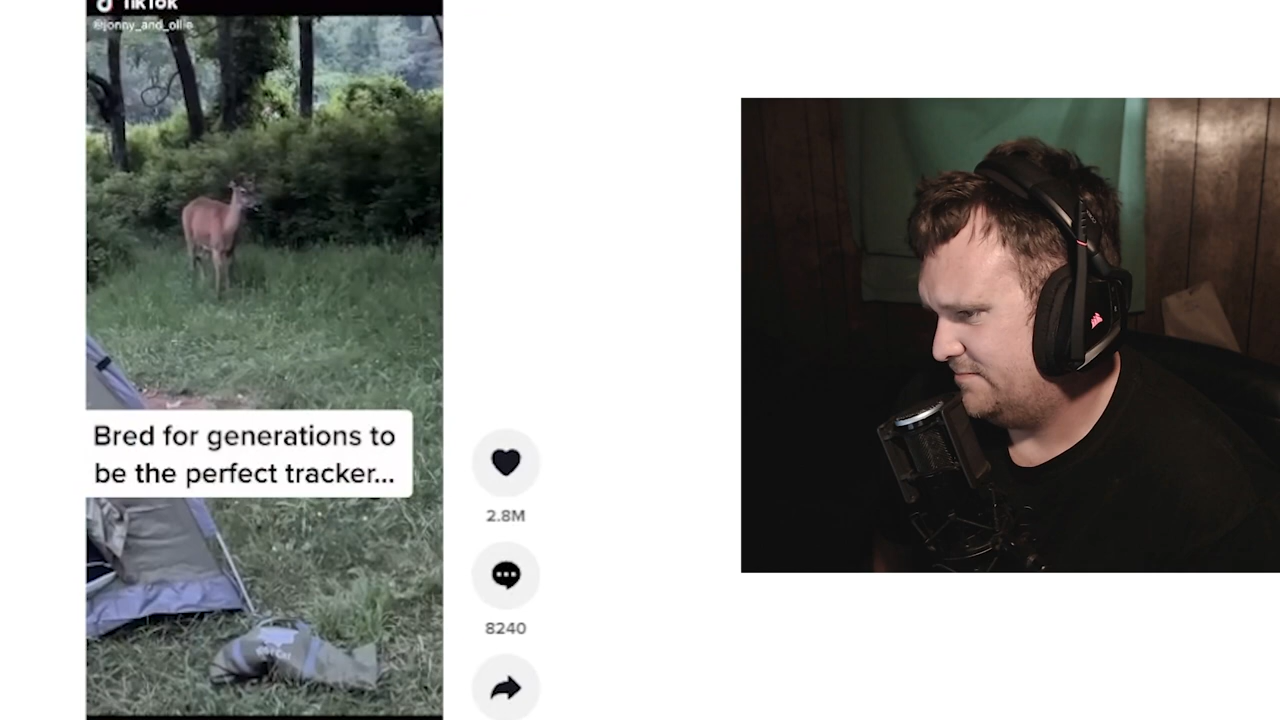 TikTok
@jonny_and_ollie
Bred for generations to
be the perfect tracker...
2.8M
8240